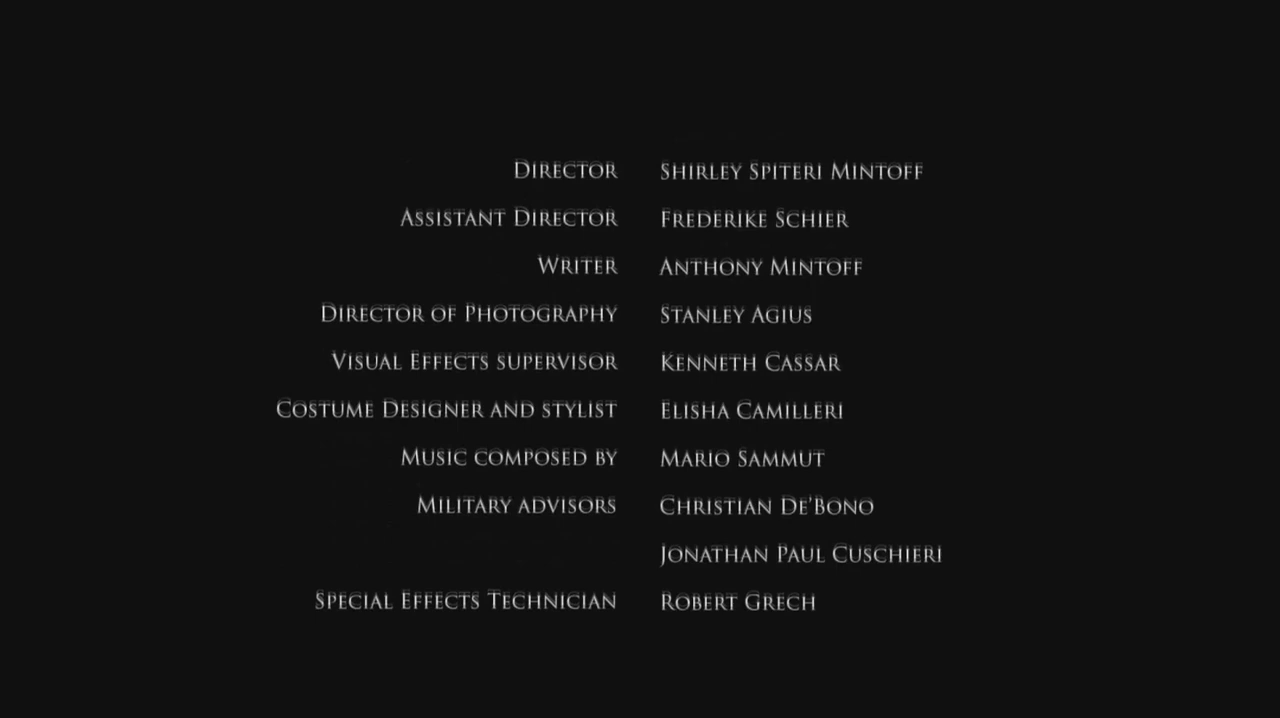 Director Shirley Spiteri Mintoff
Assistant Director Frederike Schier
Writer Anthony Mintoff
Director of Photography Stanley Agius
Visual Effects supervisor Kenneth Cassar
Costume Designer and stylist Elisha Camilleri
Music composed by Mario Sammut
Military advisors Christian De'Bono
Jonathan Paul Cuschieri
Special Effects Technician Robert Grech